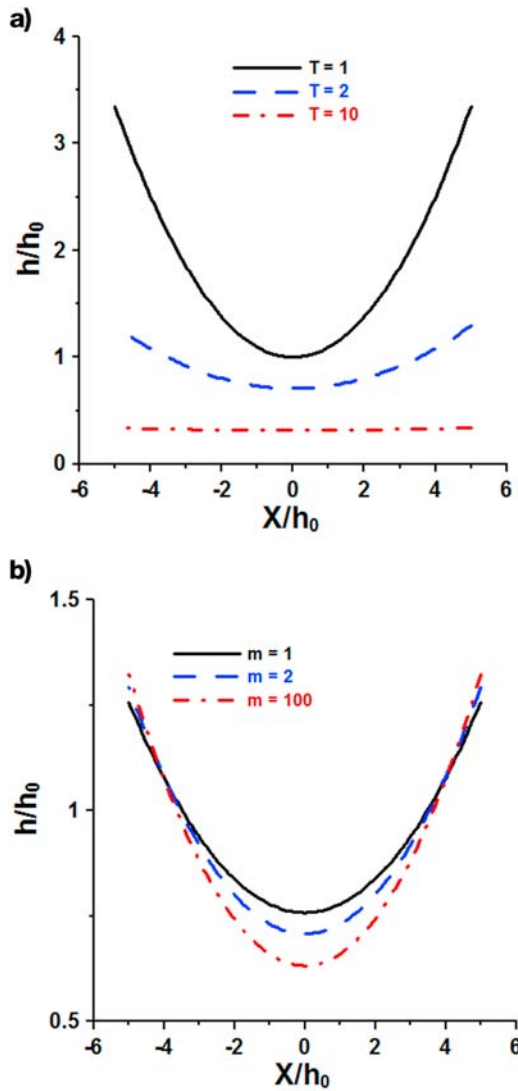 a)
4
T = 1
T = 2
T = 10
3
h/h₀
2
1
0
-6 -4 -2 0 2 4 6
X/h₀
b)
1.5
m = 1
m = 2
m = 100
h/h₀
1
0.5
-6 -4 -2 0 2 4 6
X/h₀